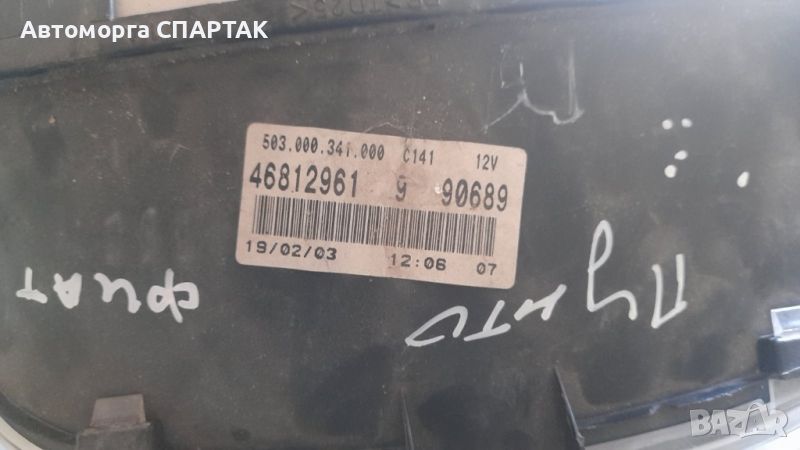 Автоморга СПАРТАК
503.000.341.000 C141 12V
46812961 9 90689
19/02/03 12:06 07
фиат
пунто
BAZAR